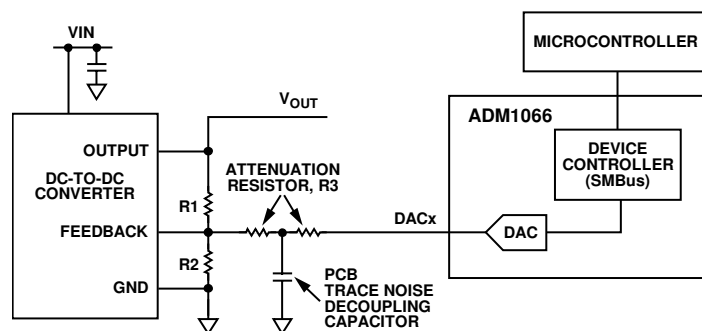 VIN
MICROCONTROLLER
VOUT
ADM1066
OUTPUT
DC-TO-DC
CONVERTER
ATTENUATION
RESISTOR, R3
DEVICE
CONTROLLER
(SMBus)
R1
FEEDBACK
DACx
DAC
R2
GND
PCB
TRACE NOISE
DECOUPLING
CAPACITOR